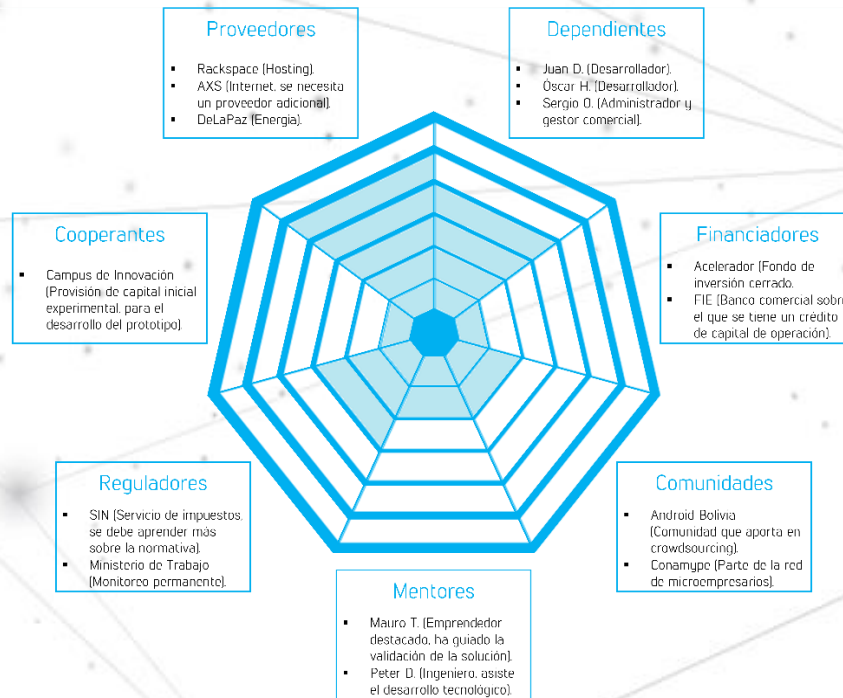 Proveedores
▪ Rackspace (Hosting).
▪ AXS (Internet, se necesita
un proveedor adicional).
▪ DeLaPaz (Energía).
Dependientes
▪ Juan D. (Desarrollador).
▪ Óscar H. (Desarrollador).
▪ Sergio O. (Administrador y
gestor comercial).
Cooperantes
▪ Campus de Innovación
(Provisión de capital inicial
experimental, para el
desarrollo del prototipo).
Financiadores
▪ Acelerador (Fondo de
inversión cerrado.
▪ FIE (Banco comercial sobre
el que se tiene un crédito
de capital de operación).
Reguladores
▪ SIN (Servicio de impuestos,
se debe aprender más
sobre la normativa).
▪ Ministerio de Trabajo
(Monitoreo permanente).
Comunidades
▪ Android Bolivia
(Comunidad que aporta en
crowdsourcing).
▪ Conamype (Parte de la red
de microempresarios).
Mentores
▪ Mauro T. (Emprendedor
destacado, ha guiado la
validación de la solución).
▪ Peter D. (Ingeniero, asiste
el desarrollo tecnológico).